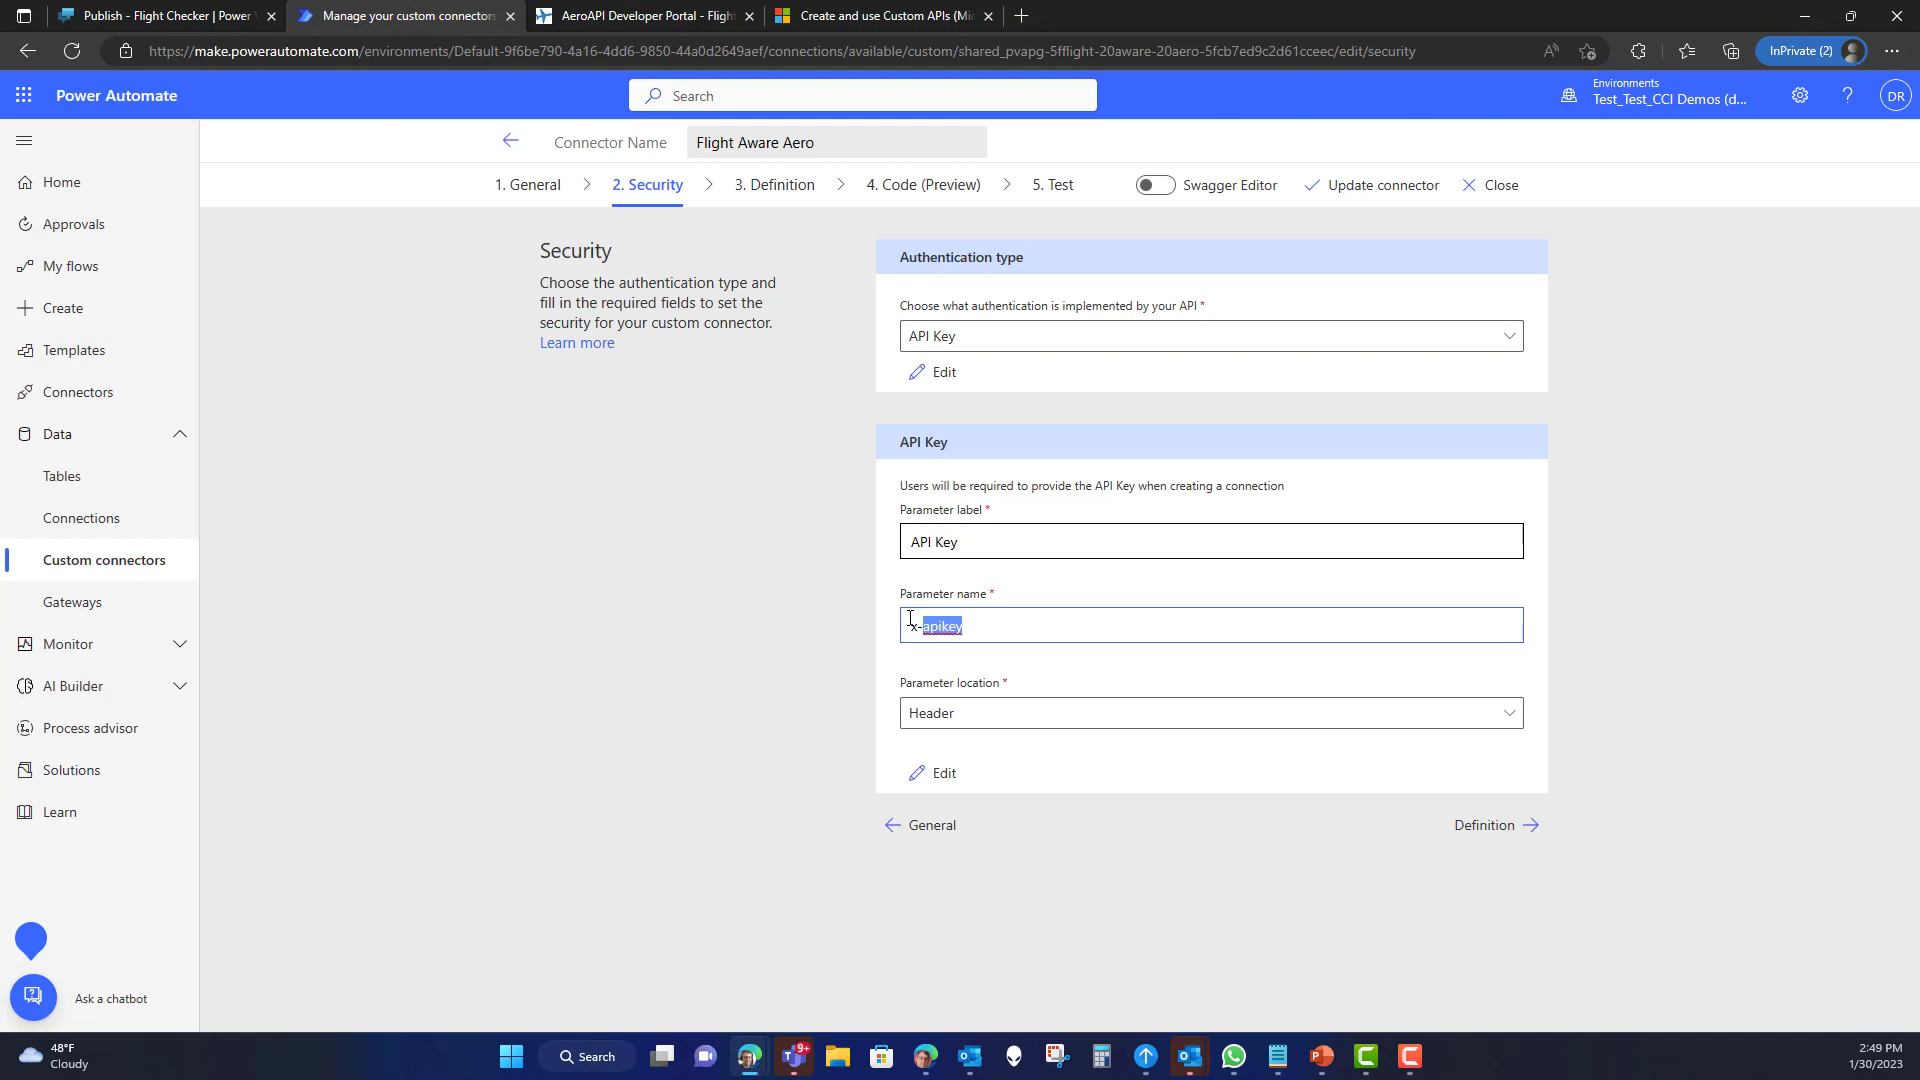 Publish - Flight Checker | Power
Manage your custom connectors
AeroAPI Developer Portal - Flight
Create and use Custom APIs (Mic
https://make.powerautomate.com/environments/Default-9f6be790-4a16-4dd6-9850-44a0d2649aef/connections/available/custom/shared_pvapg-5fflight-20aware-20aero-5fcb7ed9c2d61cceec/edit/security
InPrivate (2)
Power Automate
Search
Environments
Test_Test_CCI Demos (d...
DR
Connector Name
Flight Aware Aero
1. General
2. Security
3. Definition
4. Code (Preview)
5. Test
Swagger Editor
Update connector
Close
Home
Approvals
My flows
Create
Templates
Connectors
Data
Tables
Connections
Custom connectors
Gateways
Monitor
AI Builder
Process advisor
Solutions
Learn
Ask a chatbot
Security
Choose the authentication type and
fill in the required fields to set the
security for your custom connector.
Learn more
Authentication type
Choose what authentication is implemented by your API *
API Key
Edit
API Key
Users will be required to provide the API Key when creating a connection
Parameter label *
API Key
Parameter name *
x-apikey
Parameter location *
Header
Edit
General
Definition
48°F
Cloudy
Search
9+
2:49 PM
1/30/2023